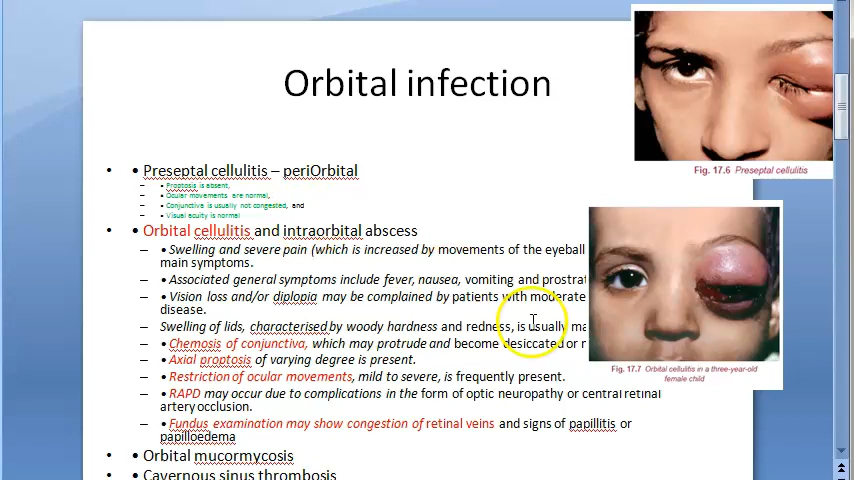 Orbital infection
• • Preseptal cellulitis – periOrbital
– • Proptosis is absent,
– • Ocular movements are normal,
– • Conjunctiva is usually not congested, and
– • Visual acuity is normal
• • Orbital cellulitis and intraorbital abscess
– • Swelling and severe pain (which is increased by movements of the eyeball
main symptoms.
– • Associated general symptoms include fever, nausea, vomiting and prostrat
– • Vision loss and/or diplopia may be complained by patients with moderate
disease.
– Swelling of lids, characterised by woody hardness and redness, is usually ma
– • Chemosis of conjunctiva, which may protrude and become desiccated or n
– • Axial proptosis of varying degree is present.
– • Restriction of ocular movements, mild to severe, is frequently present.
– • RAPD may occur due to complications in the form of optic neuropathy or central retinal
artery occlusion.
– • Fundus examination may show congestion of retinal veins and signs of papillitis or
papilloedema
• • Orbital mucormycosis
• • Cavernous sinus thrombosis
Fig. 17.6 Preseptal cellulitis
Fig. 17.7 Orbital cellulitis in a three-year-old
female child